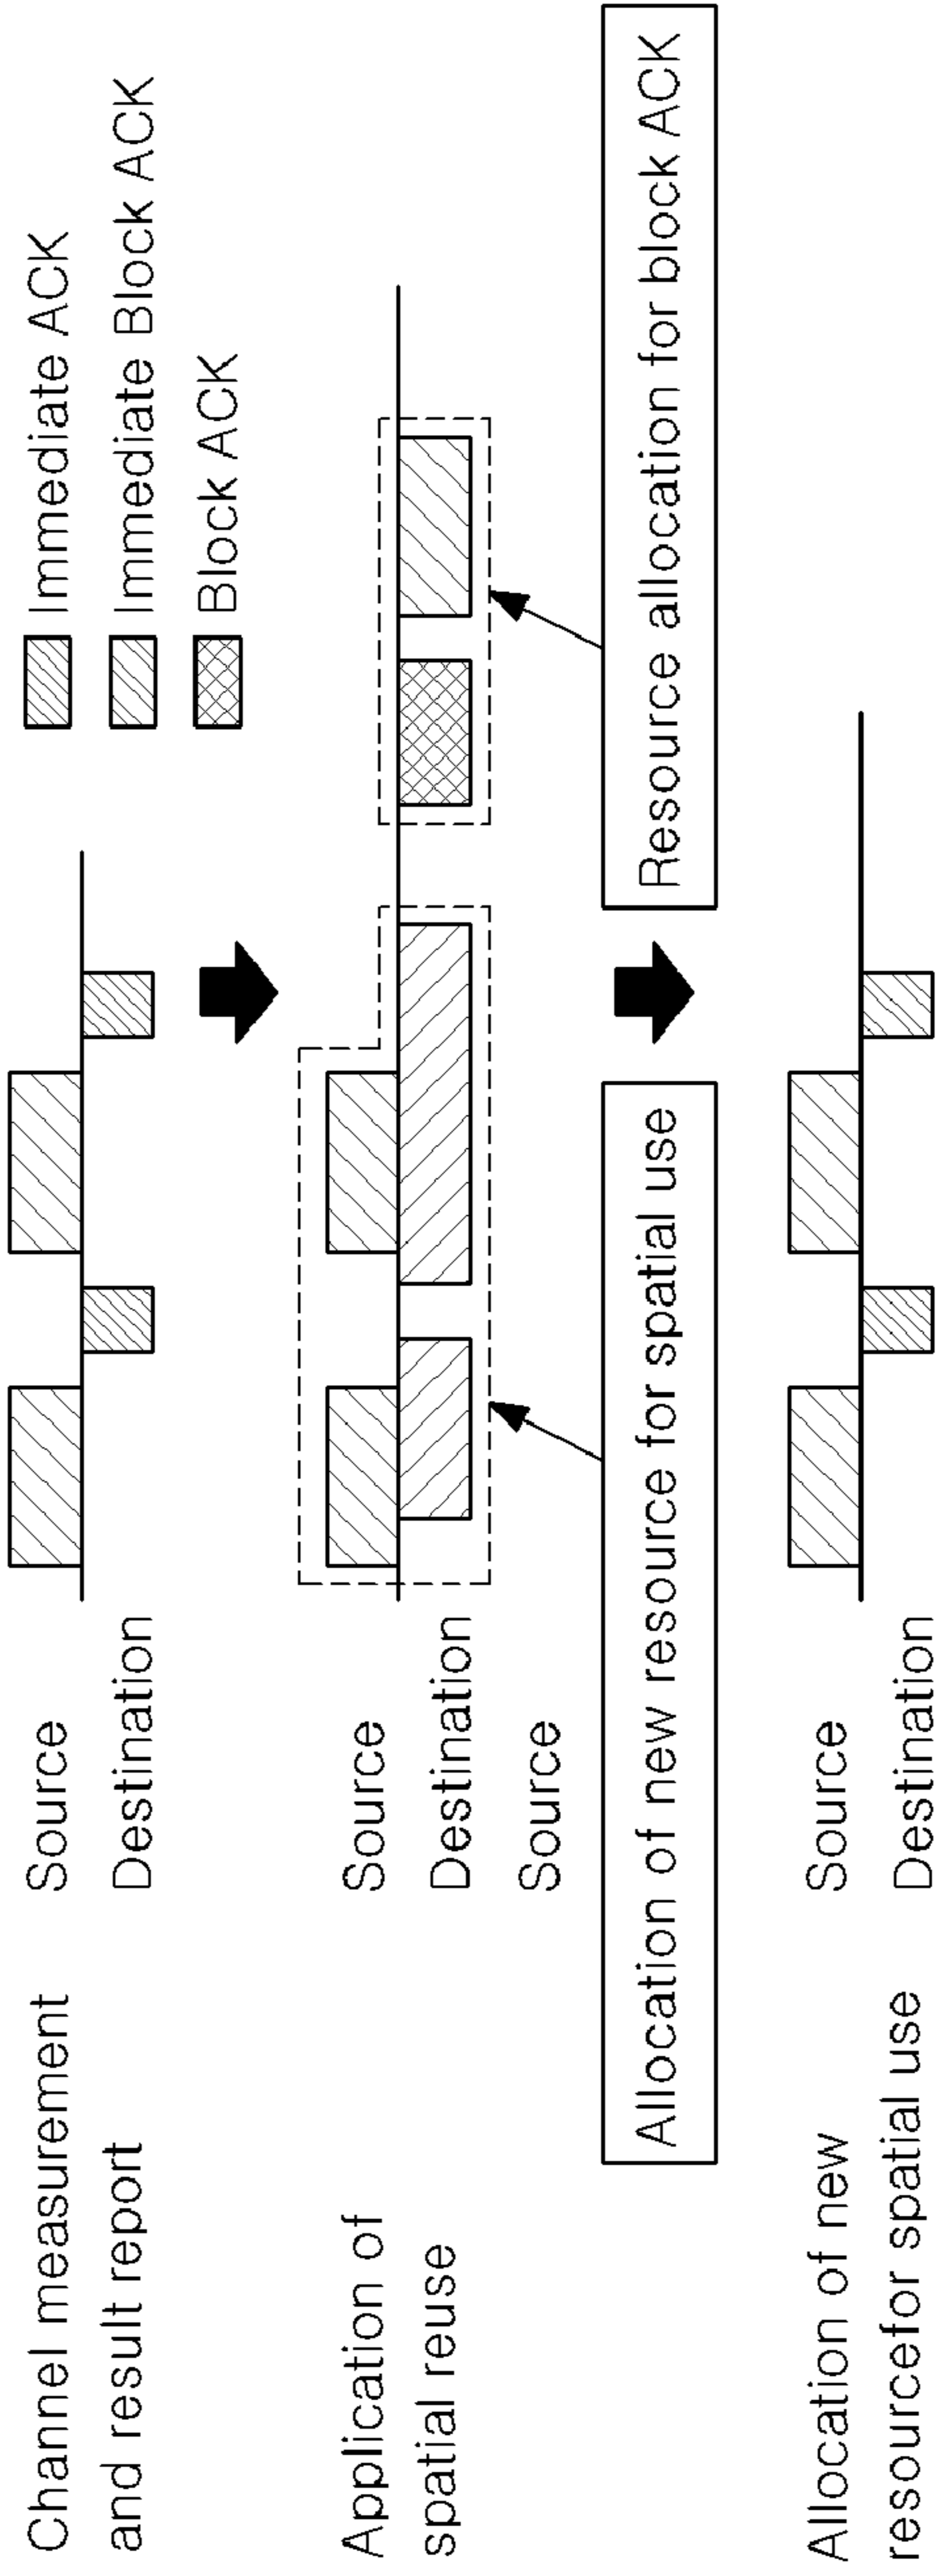 Immediate ACK
Immediate Block ACK
Block ACK
Channel measurement
and result report
Source
Destination
Application of
spatial reuse
Source
Destination
Source
Allocation of new resource for spatial use
Resource allocation for block ACK
Allocation of new
resourcefor spatial use
Source
Destination